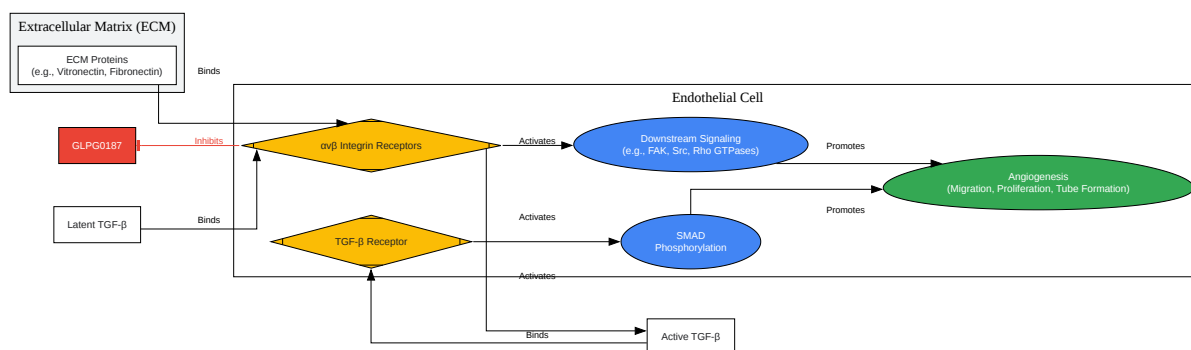 Extracellular Matrix (ECM)
ECM Proteins
(e.g., Vitronectin, Fibronectin)
Binds
Endothelial Cell
GLPG0187
Inhibits
αvβ Integrin Receptors
Activates
Downstream Signaling
(e.g., FAK, Src, Rho GTPases)
Promotes
Angiogenesis
(Migration, Proliferation, Tube Formation)
Latent TGF-β
Binds
TGF-β Receptor
Activates
SMAD
Phosphorylation
Promotes
Activates
Binds
Active TGF-β